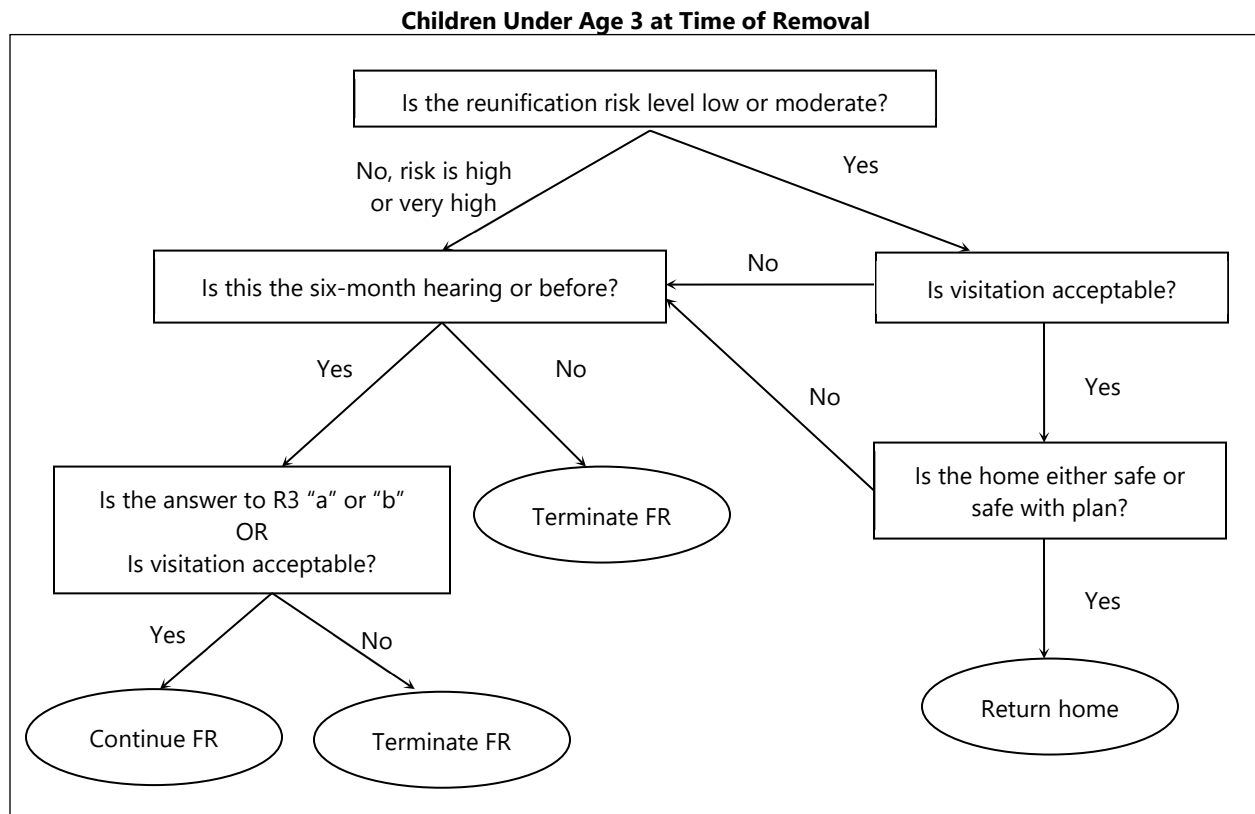 Children Under Age 3 at Time of Removal
Is the reunification risk level low or moderate?
No, risk is high
or very high
Yes
Is this the six-month hearing or before?
No
Is visitation acceptable?
Yes
No
No
Yes
Is the answer to R3 “a” or “b”
OR
Is visitation acceptable?
Terminate FR
Is the home either safe or
safe with plan?
Yes
No
Yes
Continue FR
Terminate FR
Return home